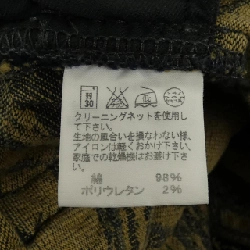 弱
30
クリーニングネットを使用し
て下さい。
生地の風合いを損なわない様、
アイロンは軽くおかけ下さい。
家庭での乾燥機はお避け下さ
い。
綿 98%
ポリウレタン 2%